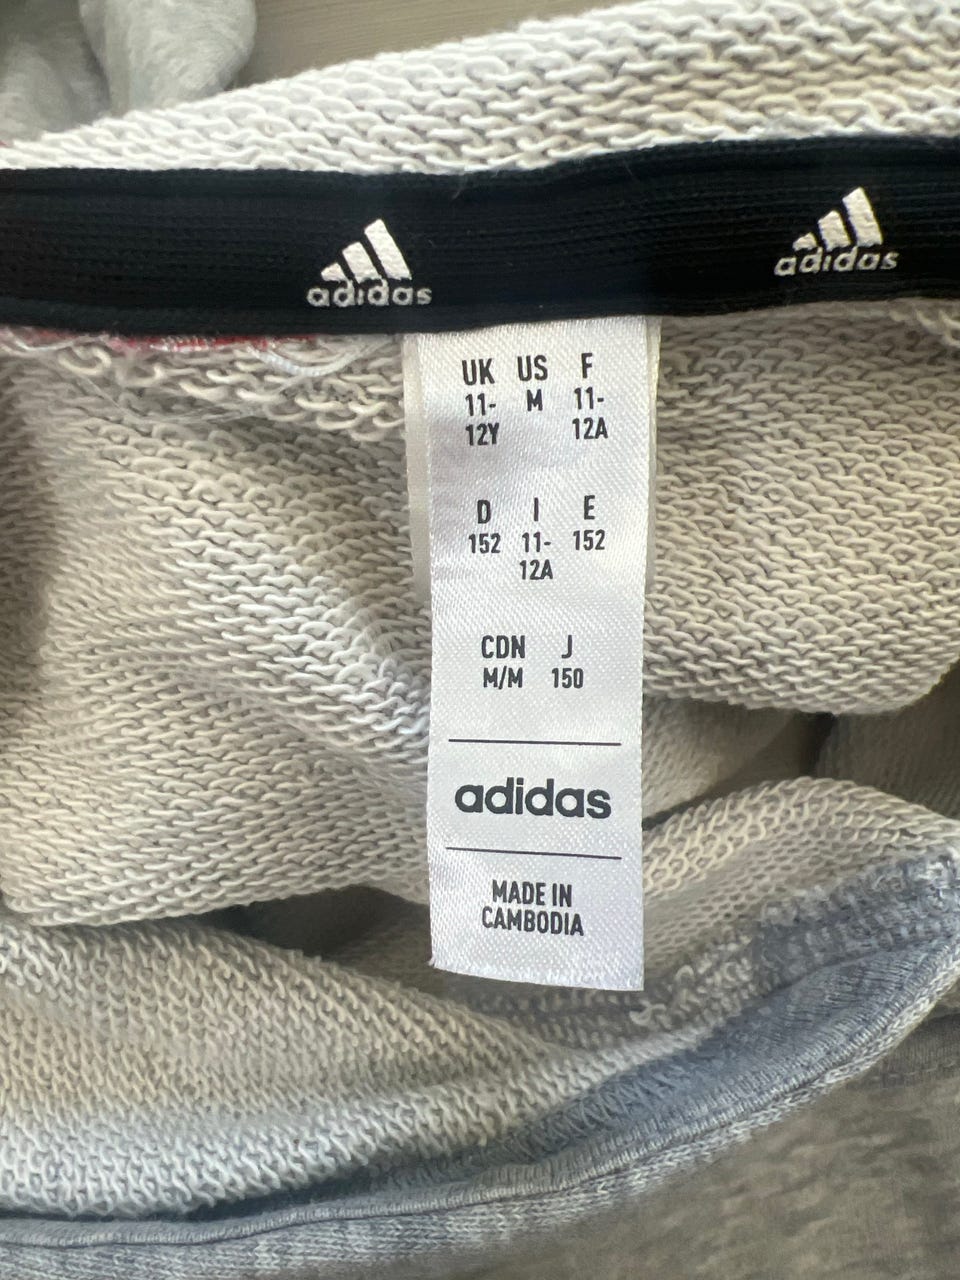 adidas adidas
UK US F
11- M 11-
12Y 12A
D I E
152 11- 152
12A
CDN J
M/M 150
adidas
MADE IN
CAMBODIA